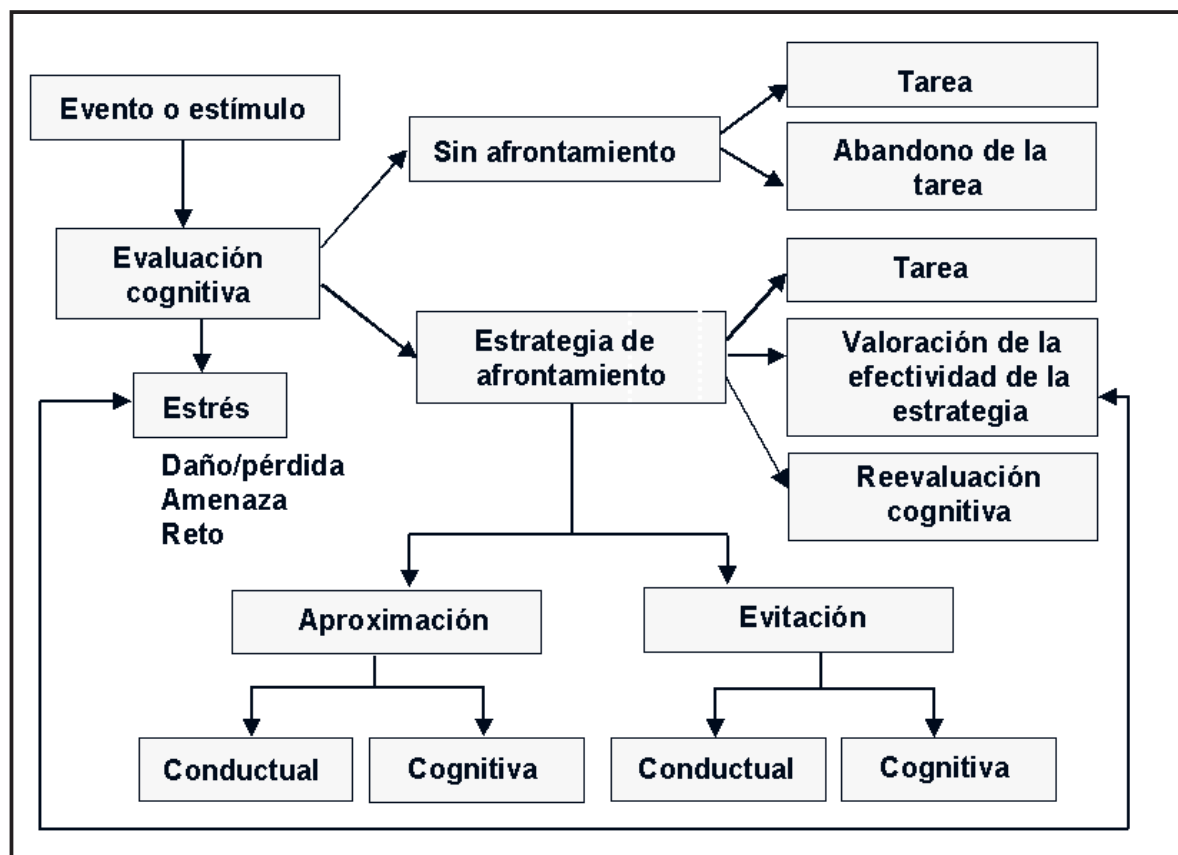 Evento o estímulo
Evaluación
cognitiva
Estrés
Daño/pérdida
Amenaza
Reto
Sin afrontamiento
Tarea
Abandono de la
tarea
Estrategia de
afrontamiento
Tarea
Valoración de la
efectividad de la
estrategia
Reevaluación
cognitiva
Aproximación
Evitación
Conductual
Cognitiva
Conductual
Cognitiva